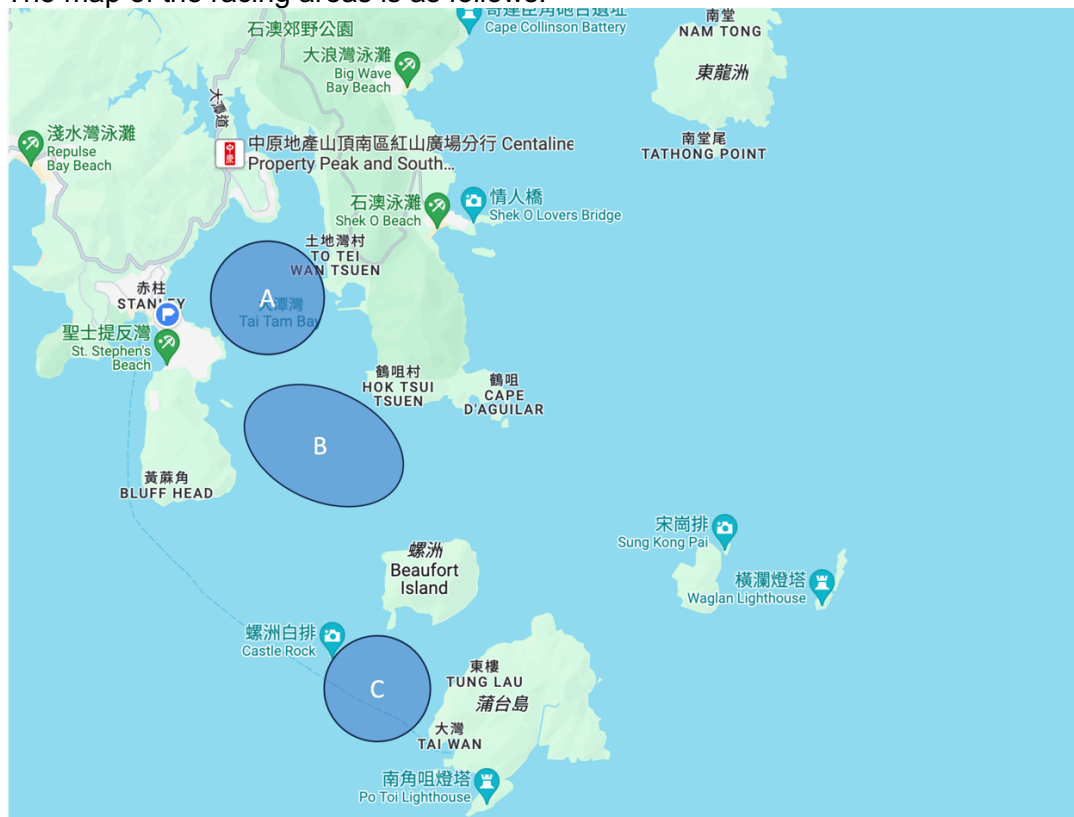 The map of the racing areas is as follows:
石澳郊野公園
Cape Collinson Battery
南堂
NAM TONG
大浪灣泳灘
Big Wave
Bay Beach
東龍洲
大潭道
淺水灣泳灘
Repulse
Bay Beach
中原地產山頂南區紅山廣場分行 Centaline
Property Peak and South...
南堂尾
TATHONG POINT
石澳泳灘
Shek O Beach
情人橋
Shek O Lovers Bridge
土地灣村
TO TEI
WAN TSUEN
赤柱
STANLEY
A
大潭灣
Tai Tam Bay
聖士提反灣
St. Stephen's
Beach
鶴咀村
HOK TSUI
TSUEN
鶴咀
CAPE
D'AGUILAR
B
黃麻角
BLUFF HEAD
宋崗排
Sung Kong Pai
螺洲
Beaufort
Island
橫瀾燈塔
Waglan Lighthouse
螺洲白排
Castle Rock
C
東樓
TUNG LAU
蒲台島
大灣
TAI WAN
南角咀燈塔
Po Toi Lighthouse